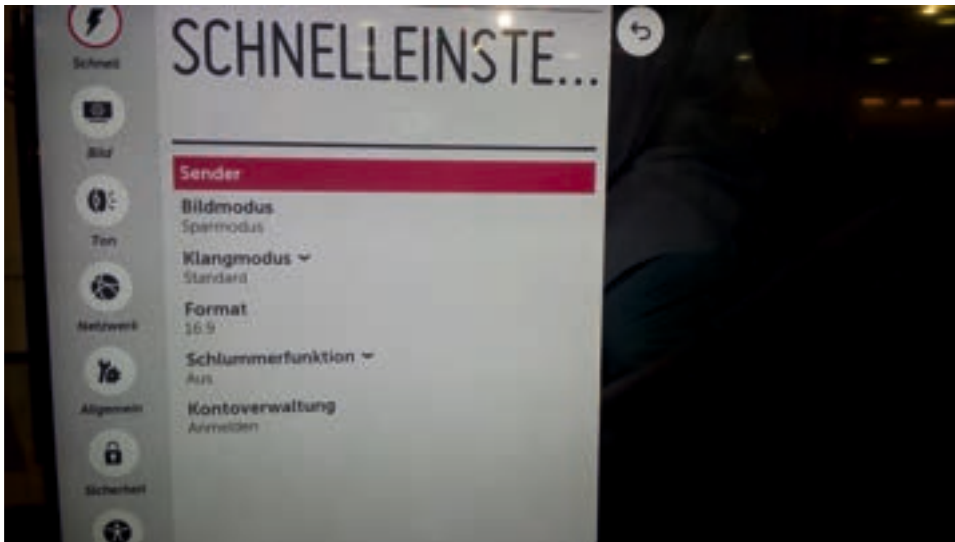 SCHNELLEINSTE...
Schnell
Bild
Ton
Netzwerk
Allgemein
Sicherheit
Sender
Bildmodus
Sparmodus
Klangmodus
Standard
Format
16:9
Schlummerfunktion
Aus
Kontoverwaltung
Anmelden